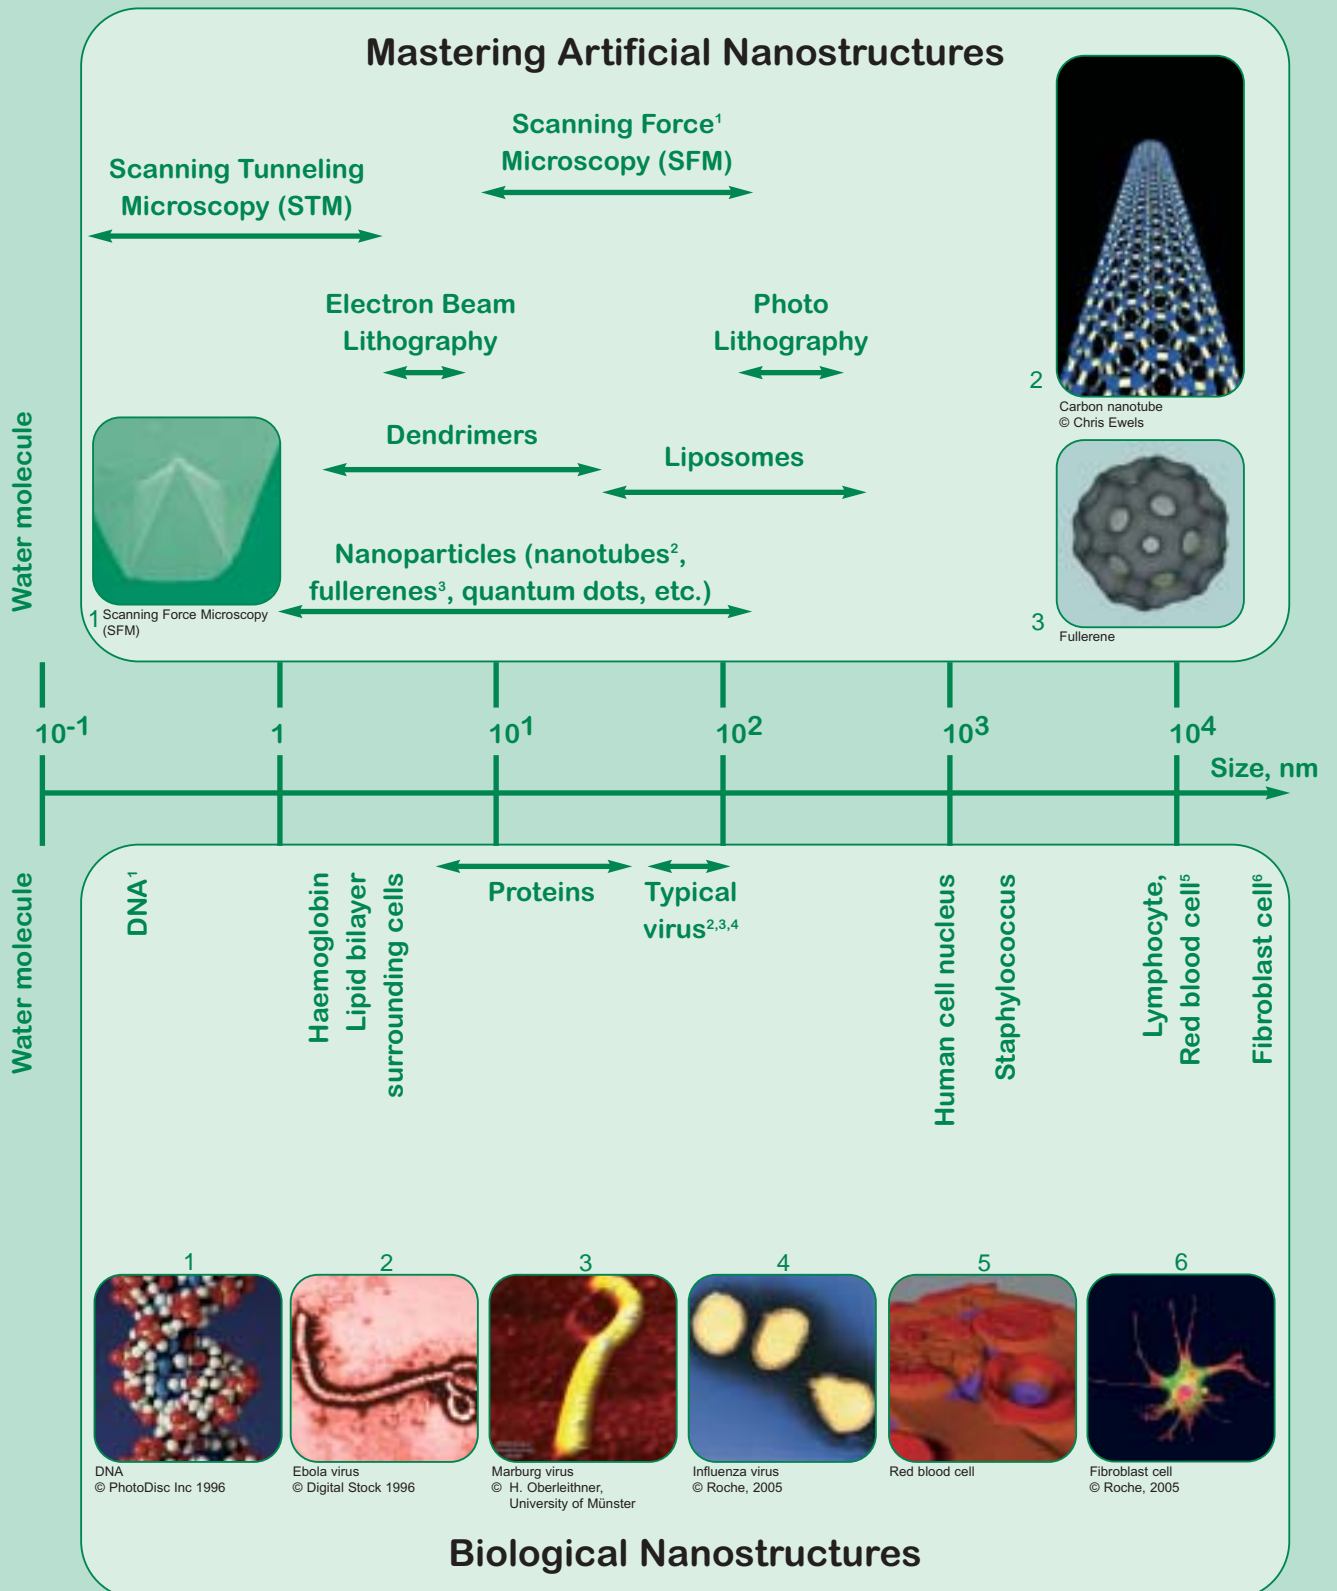 Mastering Artificial Nanostructures
Scanning Force¹
Microscopy (SFM)
Scanning Tunneling
Microscopy (STM)
Electron Beam
Lithography
Photo
Lithography
2
Carbon nanotube
© Chris Ewels
Dendrimers
Liposomes
Water molecule
Nanoparticles (nanotubes²,
fullerenes³, quantum dots, etc.)
1 Scanning Force Microscopy
(SFM)
3
Fullerene
10⁻¹ 1 10¹ 10² 10³ 10⁴
Size, nm
Water molecule
DNA¹
Haemoglobin
Lipid bilayer
surrounding cells
Proteins
Typical
virus²,³,⁴
Human cell nucleus
Staphylococcus
Lymphocyte,
Red blood cell⁵
Fibroblast cell⁶
1
DNA
© PhotoDisc Inc 1996
2
Ebola virus
© Digital Stock 1996
3
Marburg virus
© H. Oberleithner,
University of Münster
4
Influenza virus
© Roche, 2005
5
Red blood cell
6
Fibroblast cell
© Roche, 2005
Biological Nanostructures